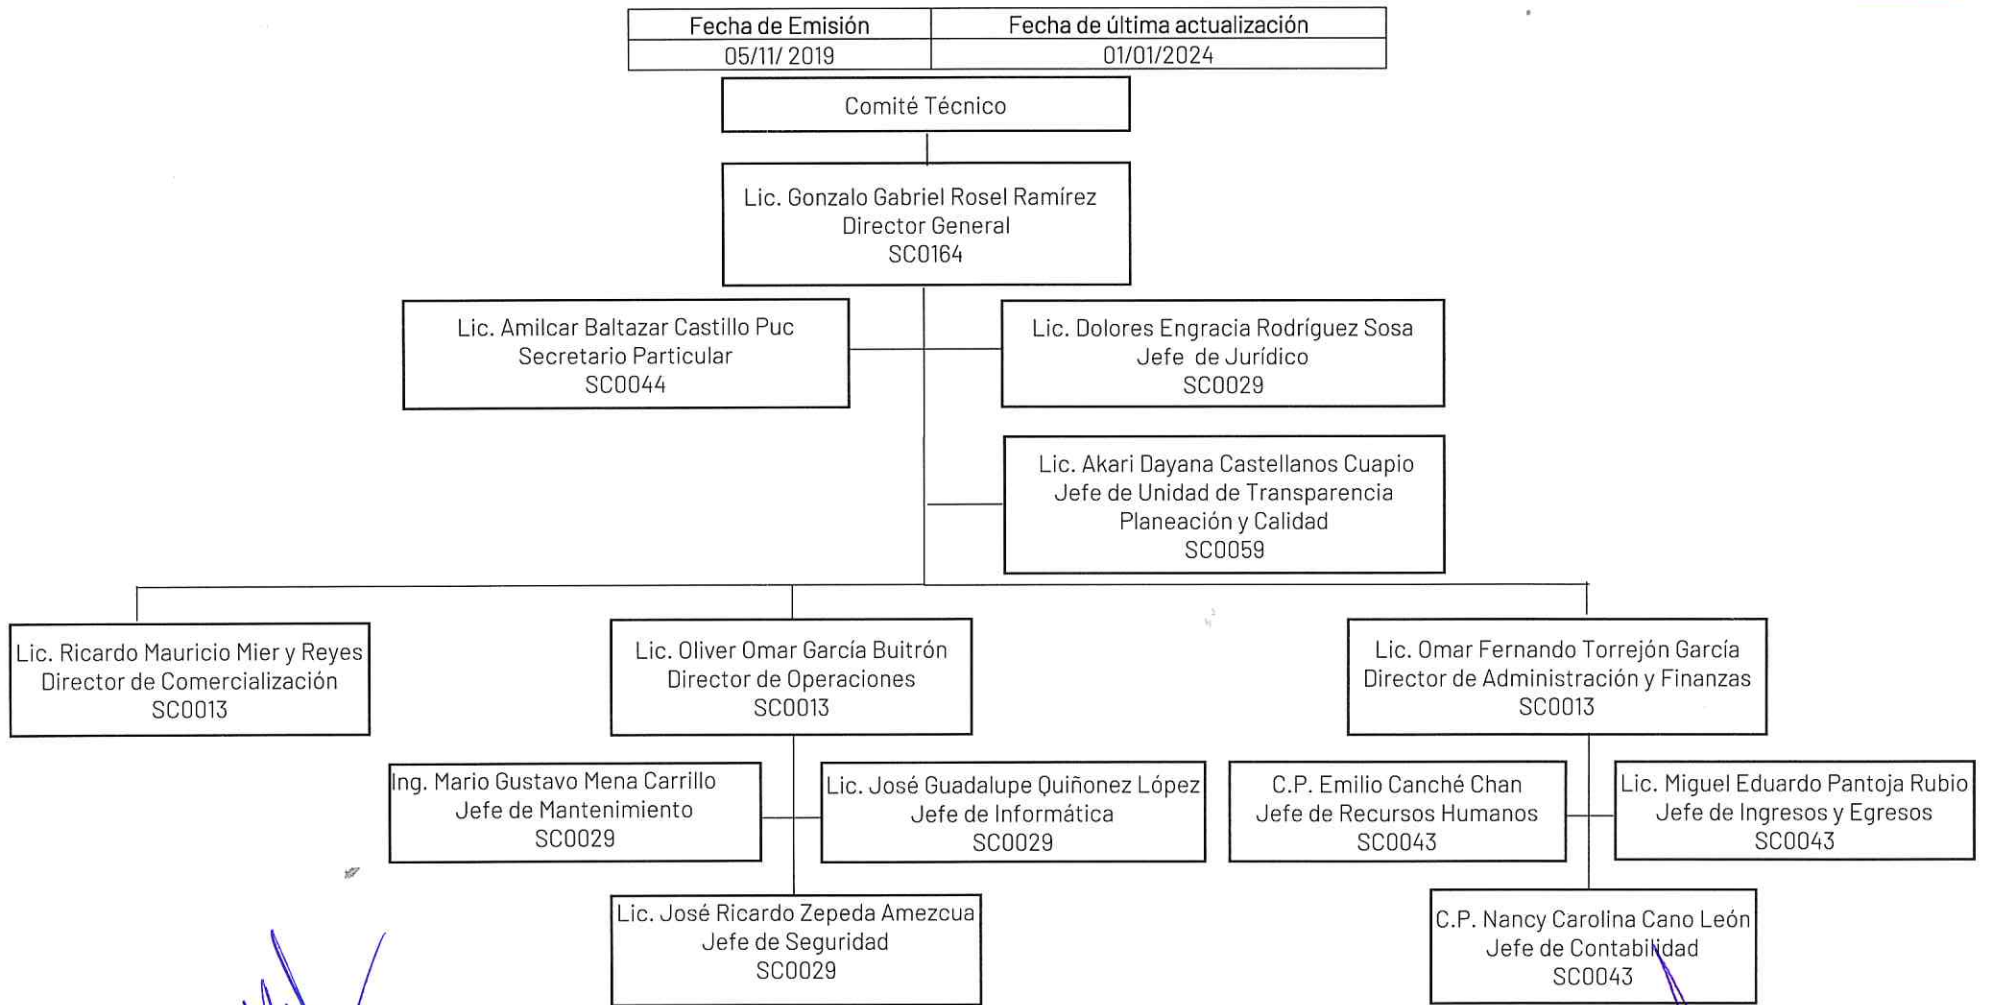 Fecha de Emisión Fecha de última actualización
05/11/ 2019 01/01/2024
Comité Técnico
Lic. Gonzalo Gabriel Rosel Ramírez
Director General
SC0164
Lic. Amilcar Baltazar Castillo Puc
Secretario Particular
SC0044
Lic. Dolores Engracia Rodríguez Sosa
Jefe de Jurídico
SC0029
Lic. Akari Dayana Castellanos Cuapio
Jefe de Unidad de Transparencia
Planeación y Calidad
SC0059
Lic. Ricardo Mauricio Mier y Reyes
Director de Comercialización
SC0013
Lic. Oliver Omar García Buitrón
Director de Operaciones
SC0013
Lic. Omar Fernando Torrejón García
Director de Administración y Finanzas
SC0013
Ing. Mario Gustavo Mena Carrillo
Jefe de Mantenimiento
SC0029
Lic. José Guadalupe Quiñonez López
Jefe de Informática
SC0029
C.P. Emilio Canché Chan
Jefe de Recursos Humanos
SC0043
Lic. Miguel Eduardo Pantoja Rubio
Jefe de Ingresos y Egresos
SC0043
Lic. José Ricardo Zepeda Amezcua
Jefe de Seguridad
SC0029
C.P. Nancy Carolina Cano León
Jefe de Contabilidad
SC0043